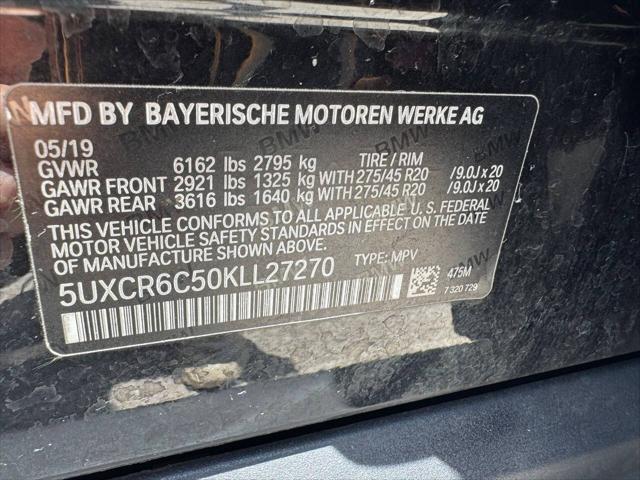 MFD BY BAYERISCHE MOTOREN WERKE AG
05/19
GVWR 6162 lbs 2795 kg TIRE / RIM
GAWR FRONT 2921 lbs 1325 kg WITH 275/45 R20 /9.0J x 20
GAWR REAR 3616 lbs 1640 kg WITH 275/45 R20 /9.0J x 20
THIS VEHICLE CONFORMS TO ALL APPLICABLE U. S. FEDERAL
MOTOR VEHICLE SAFETY STANDARDS IN EFFECT ON THE DATE
OF MANUFACTURE SHOWN ABOVE.
5UXCR6C50KLL27270 TYPE: MPV
475M
7 320 729